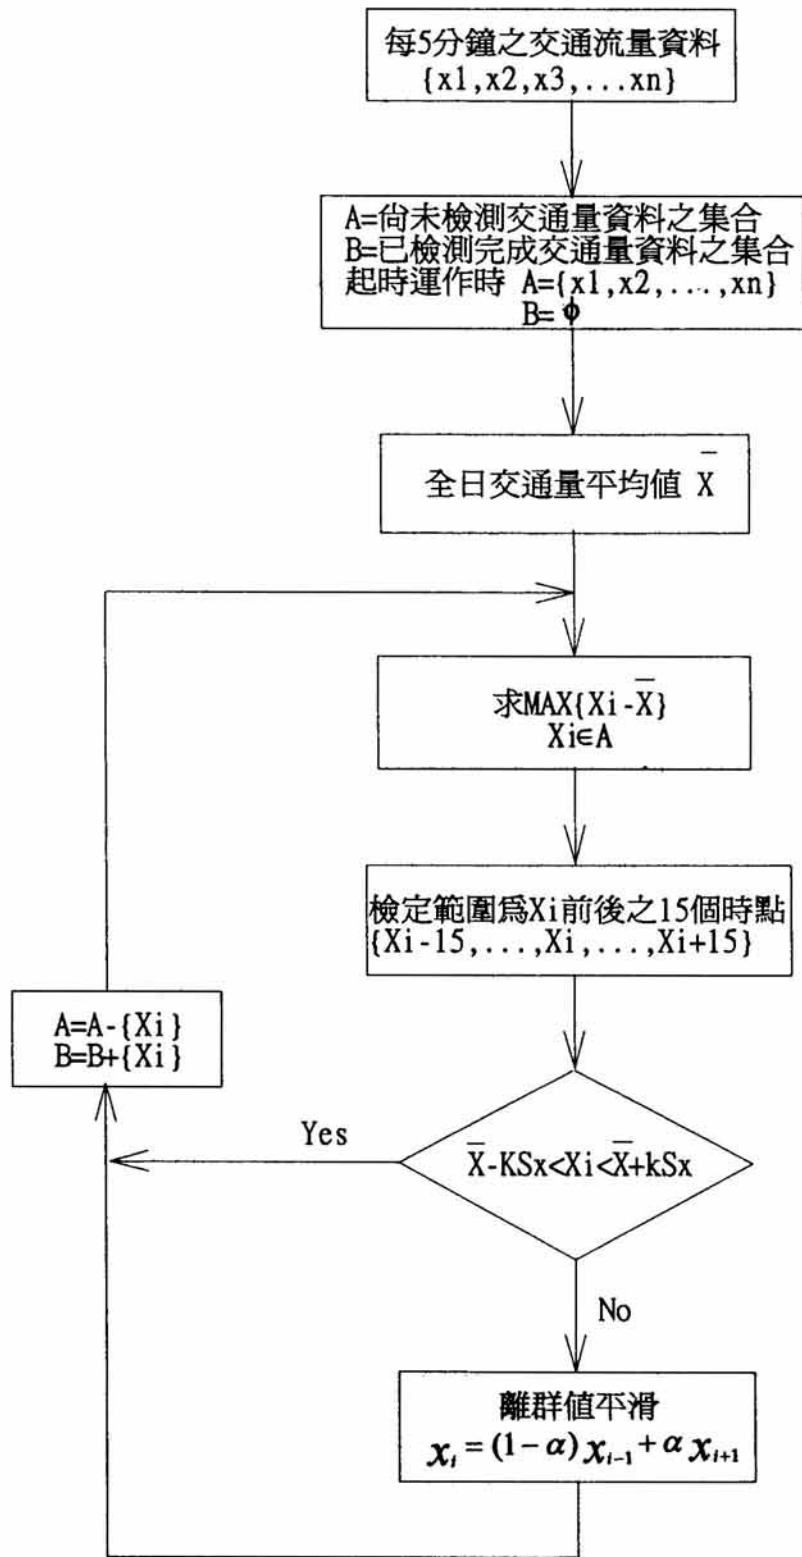 每5分鐘之交通流量資料
{x1,x2,x3,...xn}
A=尚未檢測交通量資料之集合
B=已檢測完成交通量資料之集合
起時運作時 A={x1,x2,...,xn}
B=ϕ
全日交通量平均值 X̅
求MAX{Xi-X̅}
Xi∈A
檢定範圍爲Xi前後之15個時點
{Xi-15,...,Xi,...,Xi+15}
A=A-{Xi}
B=B+{Xi}
Yes
X̅-KSx<Xi<X̅+kSx
No
離群值平滑
xᵢ = (1-α)xᵢ₋₁+αxᵢ₊₁